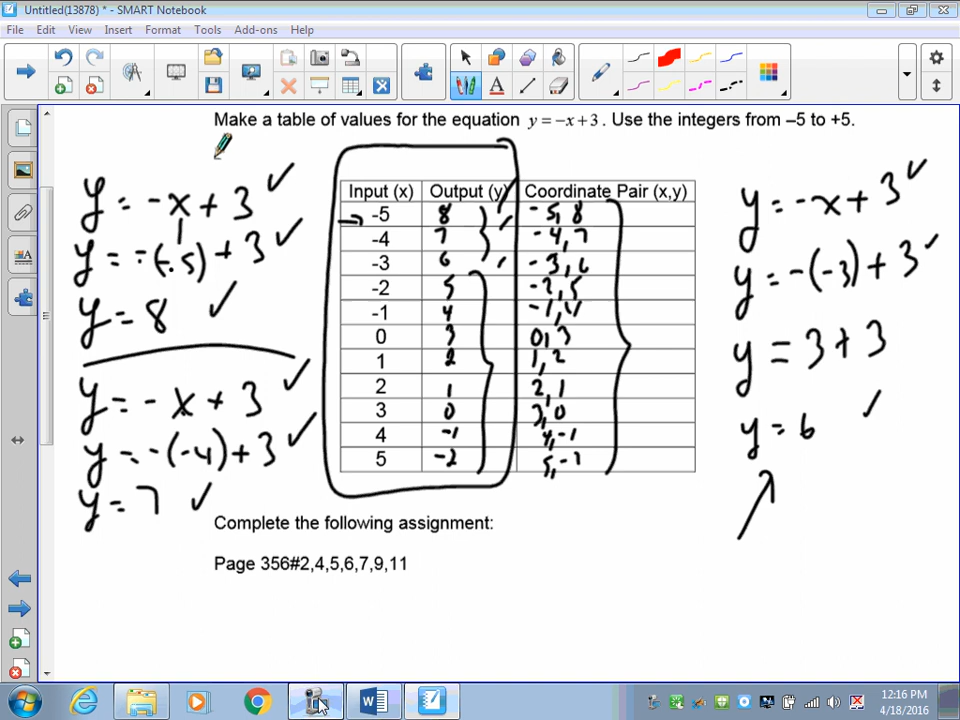 Untitled(13878) * - SMART Notebook
File Edit View Insert Format Tools Add-ons Help
Make a table of values for the equation y = -x + 3 . Use the integers from –5 to +5.
y = -x + 3 ✓
y = -(-5) + 3 ✓
y = 8 ✓
y = -x + 3 ✓
y = -(-4) + 3 ✓
y = 7 ✓
Input (x) Output (y) Coordinate Pair (x,y)
-5 8 -5, 8
-4 7 -4, 7
-3 6 -3, 6
-2 5 -2, 5
-1 4 -1, 4
0 3 0, 3
1 2 1, 2
2 1 2, 1
3 0 3, 0
4 -1 4, -1
5 -2 5, -2
y = -x + 3 ✓
y = -(-3) + 3 ✓
y = 3 + 3
y = 6 ✓
Complete the following assignment:
Page 356#2,4,5,6,7,9,11
12:16 PM
4/18/2016